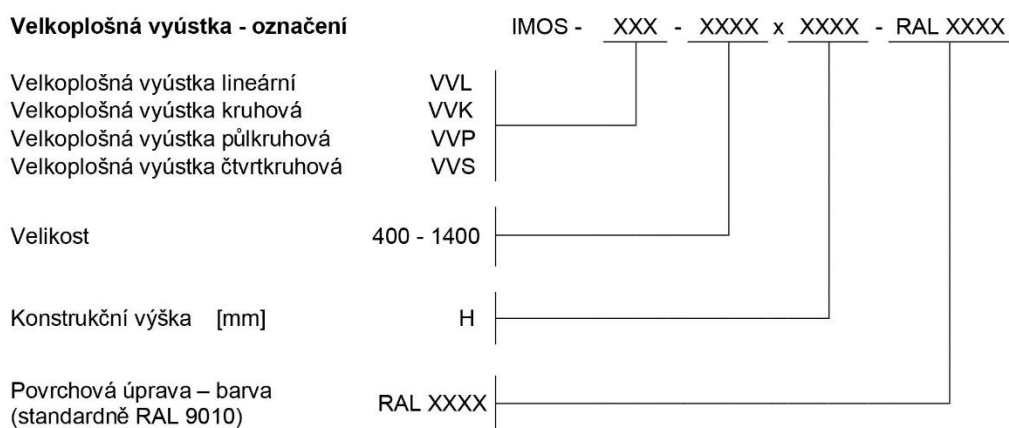 Velkoplošná vyústka - označení IMOS - XXX - XXXX x XXXX - RAL XXXX
Velkoplošná vyústka lineární VVL
Velkoplošná vyústka kruhová VVK
Velkoplošná vyústka půlkruhová VVP
Velkoplošná vyústka čtvrtkruhová VVS
Velikost 400 - 1400
Konstrukční výška [mm] H
Povrchová úprava – barva
(standardně RAL 9010) RAL XXXX